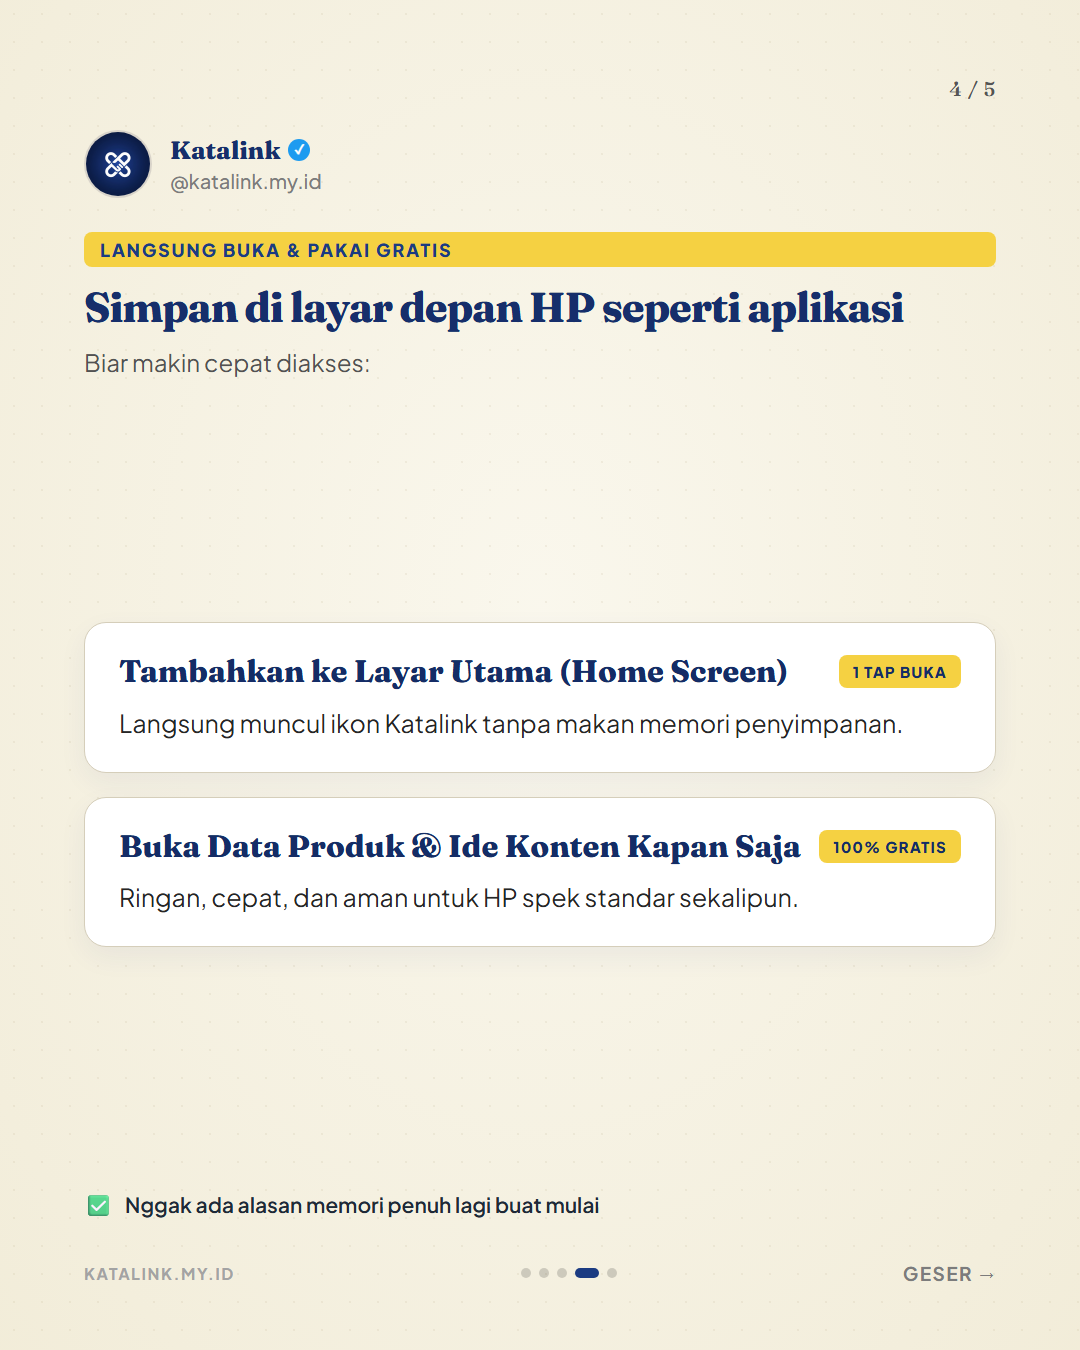 4 / 5
Katalink
@katalink.my.id
LANGSUNG BUKA & PAKAI GRATIS
Simpan di layar depan HP seperti aplikasi
Biar makin cepat diakses:
Tambahkan ke Layar Utama (Home Screen)
1 TAP BUKA
Langsung muncul ikon Katalink tanpa makan memori penyimpanan.
Buka Data Produk & Ide Konten Kapan Saja
100% GRATIS
Ringan, cepat, dan aman untuk HP spek standar sekalipun.
✅ Nggak ada alasan memori penuh lagi buat mulai
KATALINK.MY.ID
GESER →